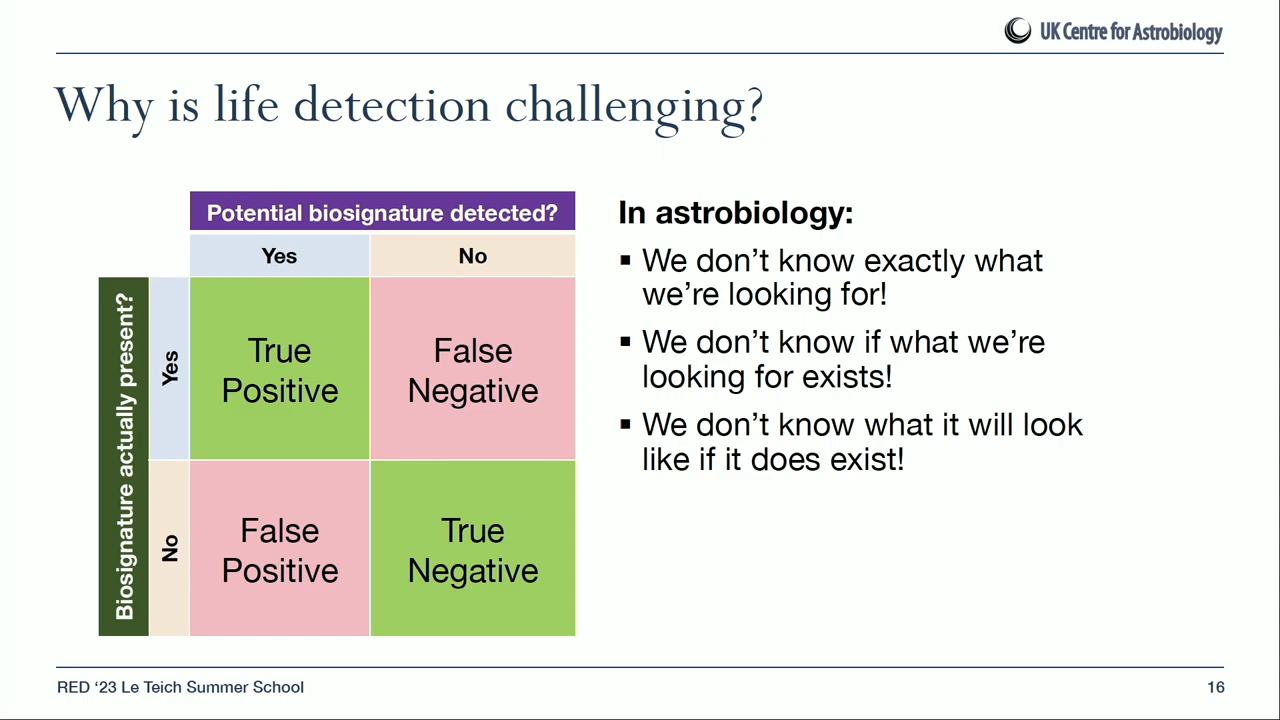 UK Centre for Astrobiology
Why is life detection challenging?
Potential biosignature detected?
Yes
No
Biosignature actually present?
Yes
True
Positive
False
Negative
No
False
Positive
True
Negative
In astrobiology:
▪ We don’t know exactly what
we’re looking for!
▪ We don’t know if what we’re
looking for exists!
▪ We don’t know what it will look
like if it does exist!
RED ‘23 Le Teich Summer School
16